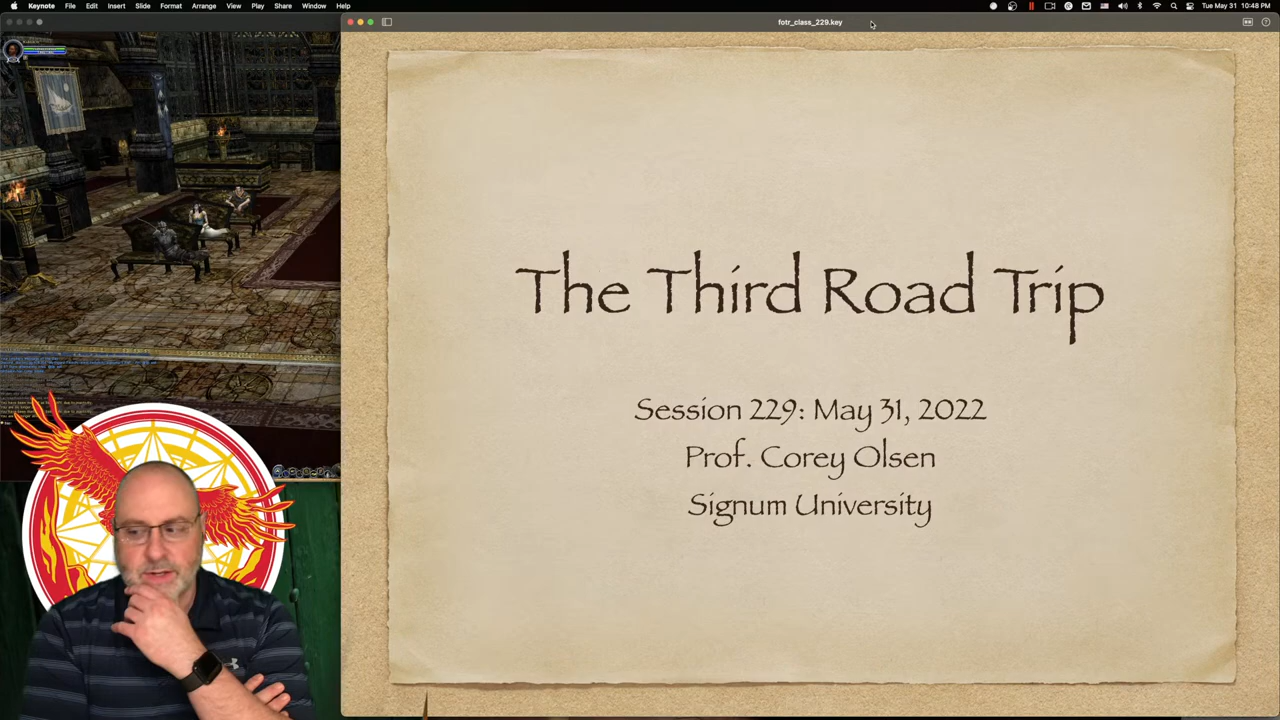 Keynote File Edit Insert Slide Format Arrange View Play Share Window Help
Tue May 31 10:48 PM
fotr_class_229.key
The Third Road Trip
Session 229: May 31, 2022
Prof. Corey Olsen
Signum University